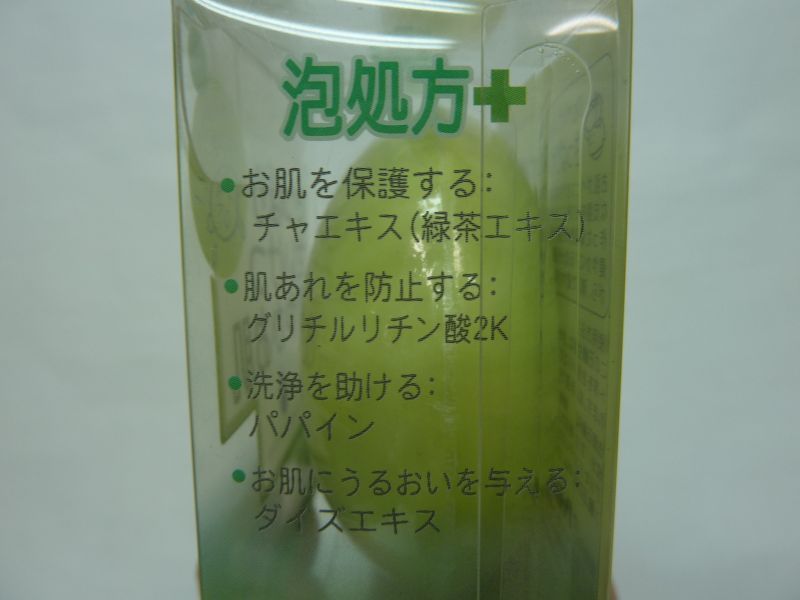 泡処方+
•お肌を保護する:
チャエキス(緑茶エキス)
•肌あれを防止する:
グリチルリチン酸2K
•洗浄を助ける:
パパイン
•お肌にうるおいを与える:
ダイズエキス